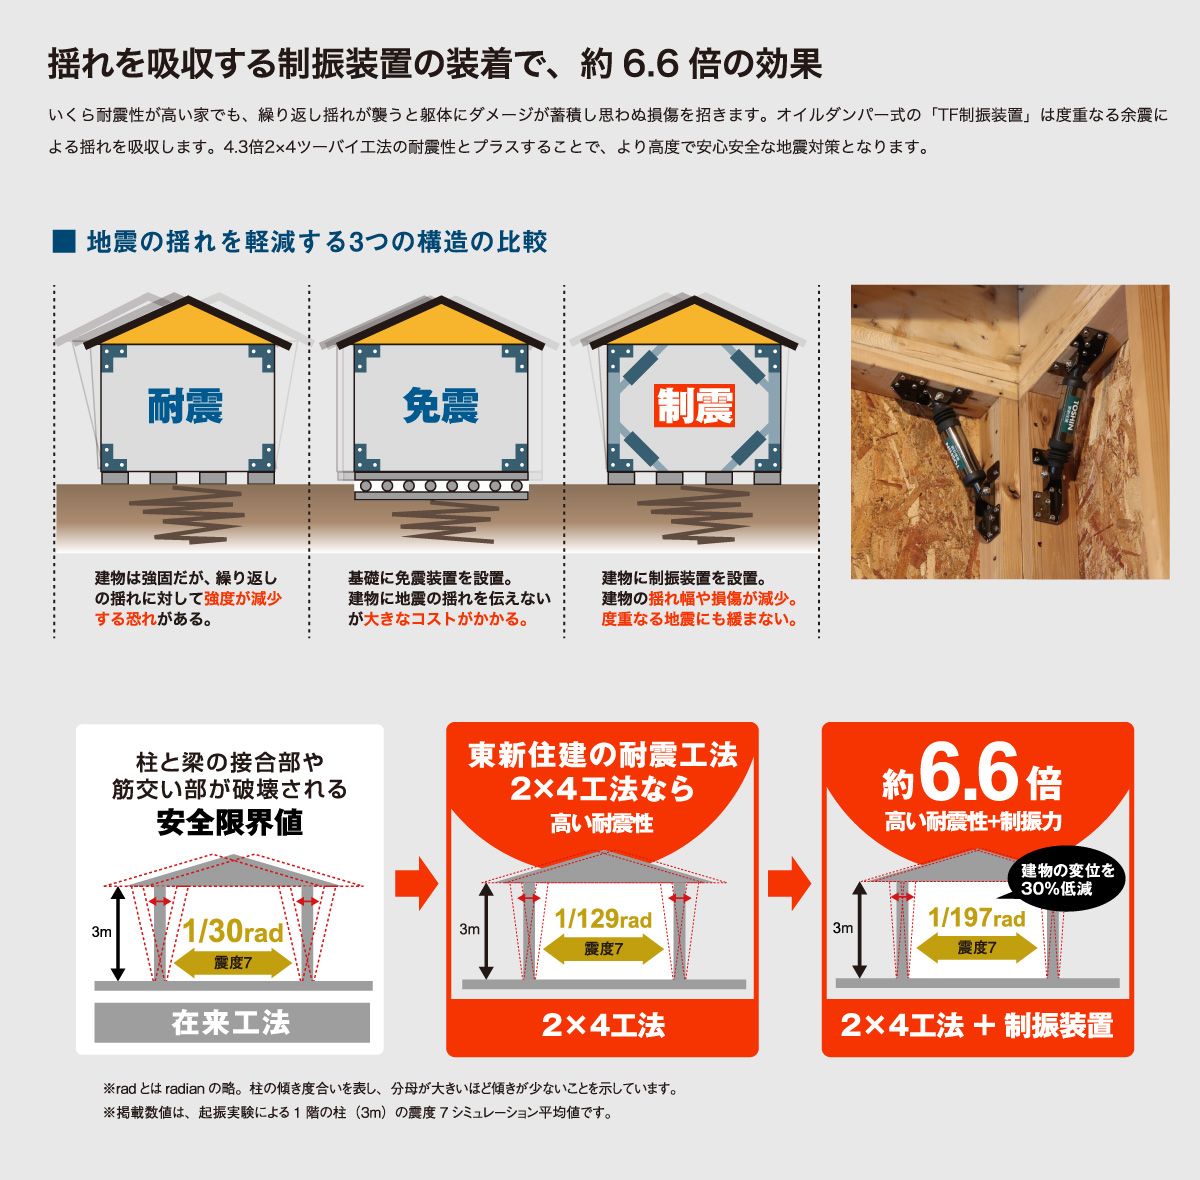 揺れを吸収する制振装置の装着で、約 6.6 倍の効果
いくら耐震性が高い家でも、繰り返し揺れが襲うと躯体にダメージが蓄積し思わぬ損傷を招きます。オイルダンパー式の「TF制振装置」は度重なる余震に
よる揺れを吸収します。4.3倍2×4ツーバイ工法の耐震性とプラスすることで、より高度で安心安全な地震対策となります。
■ 地震の揺れを軽減する3つの構造の比較
耐震
免震
制震
建物は強固だが、繰り返し
の揺れに対して強度が減少
する恐れがある。
基礎に免震装置を設置。
建物に地震の揺れを伝えない
が大きなコストがかかる。
建物に制振装置を設置。
建物の揺れ幅や損傷が減少。
度重なる地震にも緩まない。
TOSHIN
柱と梁の接合部や
筋交い部が破壊される
安全限界値
3m
1/30rad
震度7
在来工法
東新住建の耐震工法
2×4工法なら
高い耐震性
3m
1/129rad
震度7
2×4工法
約6.6倍
高い耐震性+制振力
建物の変位を
30%低減
3m
1/197rad
震度7
2×4工法 + 制振装置
※rad とは radian の略。柱の傾き度合いを表し、分母が大きいほど傾きが少ないことを示しています。
※掲載数値は、起振実験による 1 階の柱（3m）の震度 7 シミュレーション平均値です。